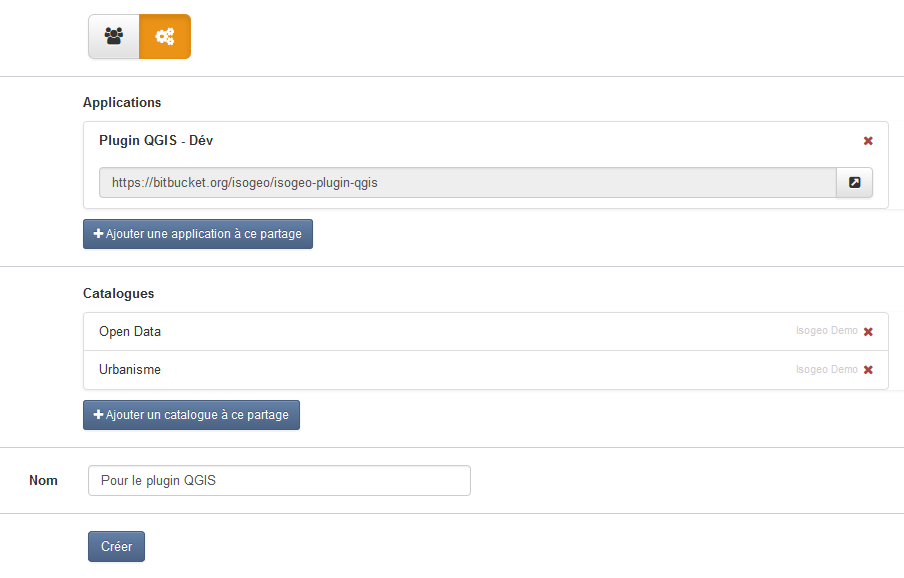 Applications
Plugin QGIS - Dév
https://bitbucket.org/isogeo/isogeo-plugin-qgis
Ajouter une application à ce partage
Catalogues
Open Data Isogeo Demo
Urbanisme Isogeo Demo
Ajouter un catalogue à ce partage
Nom Pour le plugin QGIS
Créer